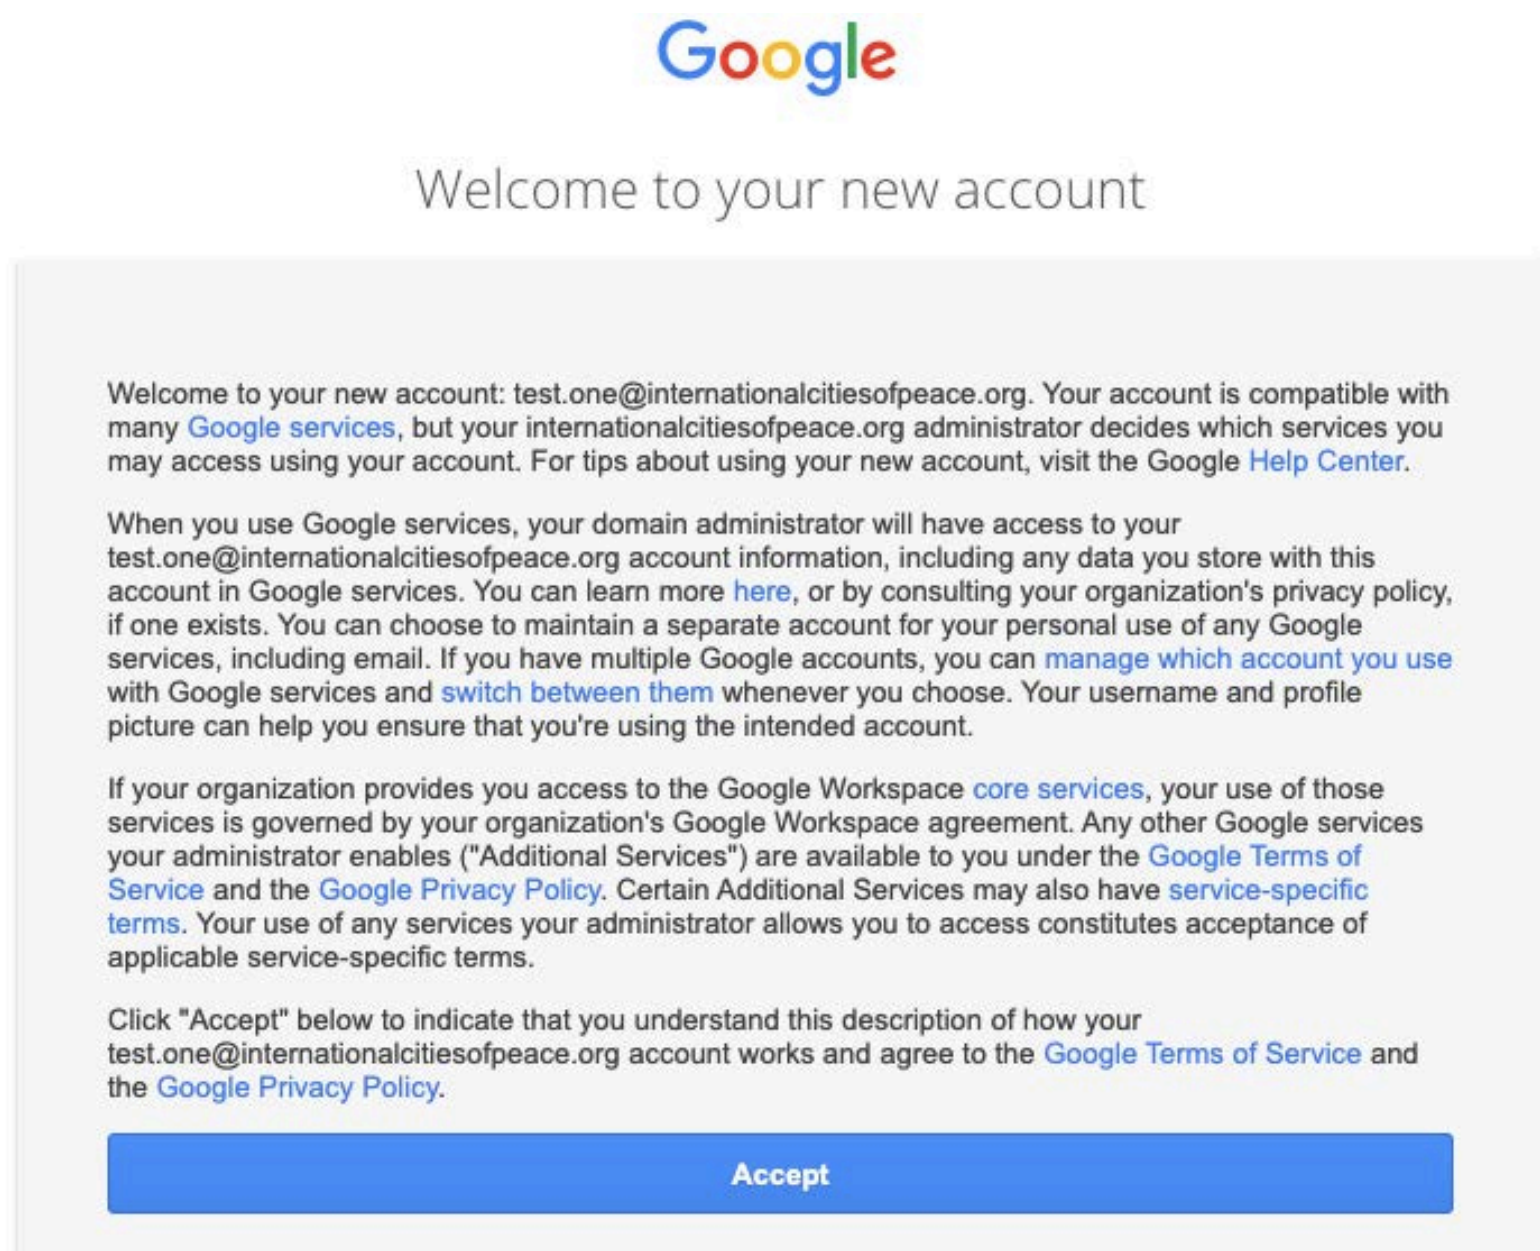 Google
Welcome to your new account
Welcome to your new account: test.one@internationalcitiesofpeace.org. Your account is compatible with
many Google services, but your internationalcitiesofpeace.org administrator decides which services you
may access using your account. For tips about using your new account, visit the Google Help Center.
When you use Google services, your domain administrator will have access to your
test.one@internationalcitiesofpeace.org account information, including any data you store with this
account in Google services. You can learn more here, or by consulting your organization's privacy policy,
if one exists. You can choose to maintain a separate account for your personal use of any Google
services, including email. If you have multiple Google accounts, you can manage which account you use
with Google services and switch between them whenever you choose. Your username and profile
picture can help you ensure that you're using the intended account.
If your organization provides you access to the Google Workspace core services, your use of those
services is governed by your organization's Google Workspace agreement. Any other Google services
your administrator enables ("Additional Services") are available to you under the Google Terms of
Service and the Google Privacy Policy. Certain Additional Services may also have service-specific
terms. Your use of any services your administrator allows you to access constitutes acceptance of
applicable service-specific terms.
Click "Accept" below to indicate that you understand this description of how your
test.one@internationalcitiesofpeace.org account works and agree to the Google Terms of Service and
the Google Privacy Policy.
Accept